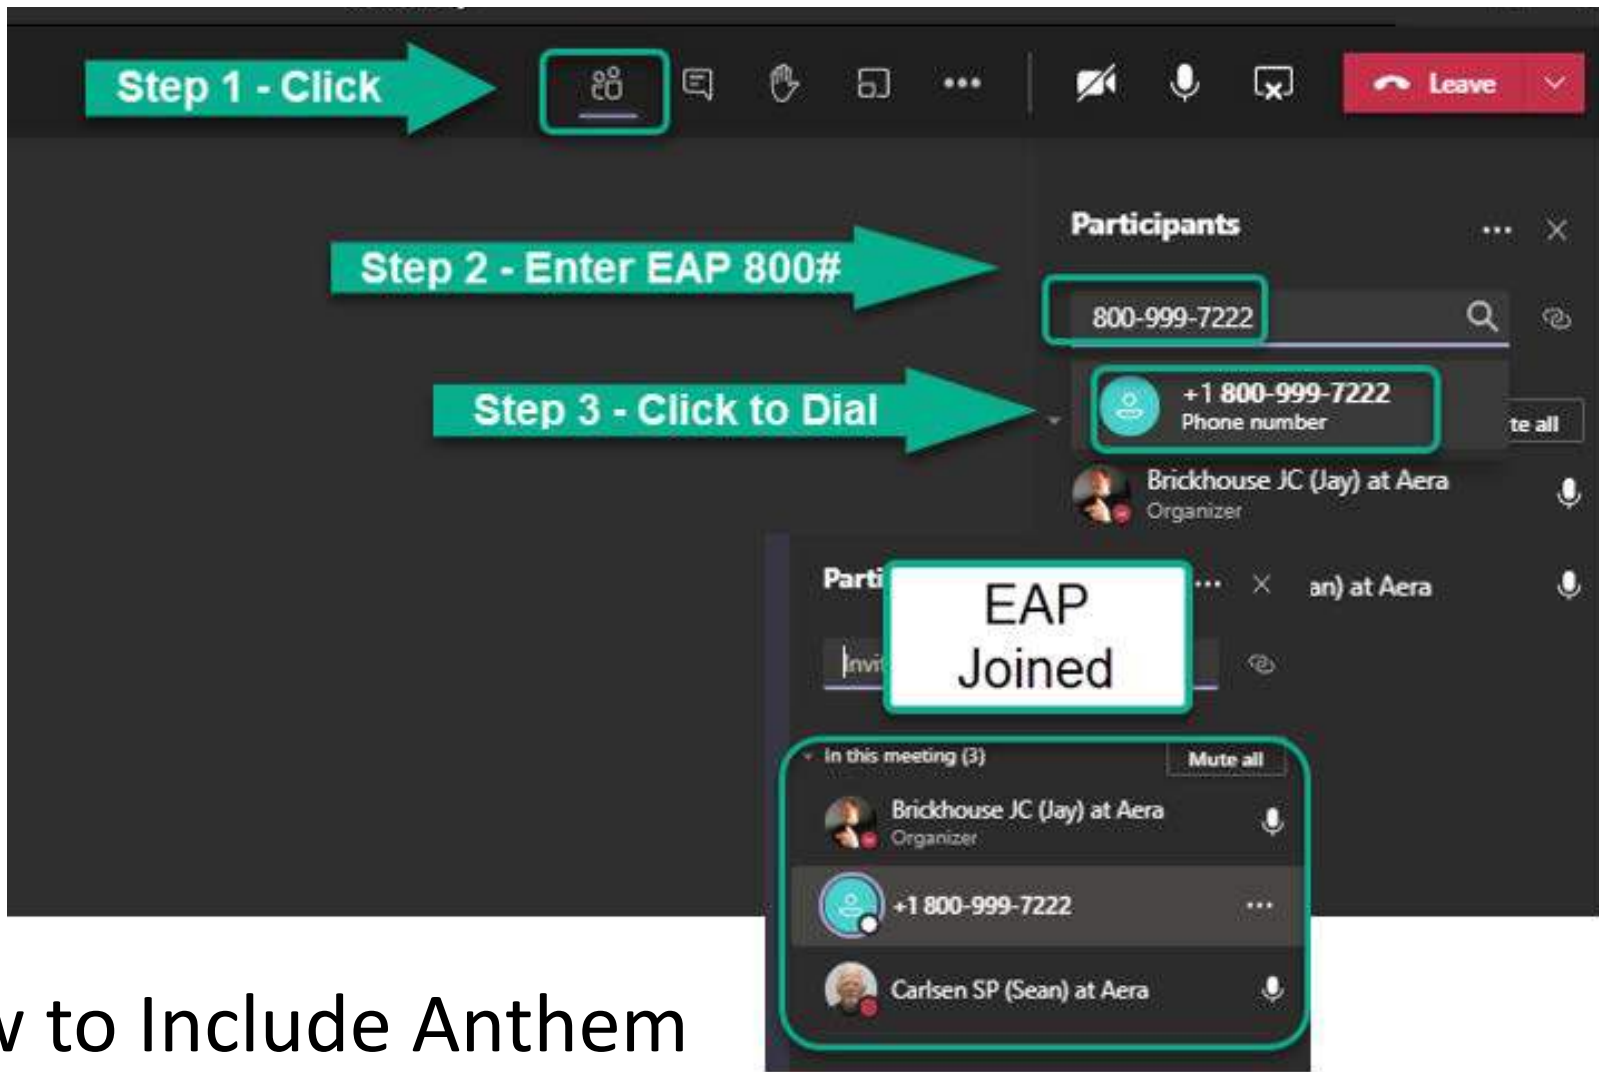 Step 1 - Click
Leave
Participants
Step 2 - Enter EAP 800#
800-999-7222
Step 3 - Click to Dial
+1 800-999-7222
Phone number
te all
Brickhouse JC (Jay) at Aera
Organizer
an) at Aera
Parti
EAP
Joined
Invi
In this meeting (3)
Mute all
Brickhouse JC (Jay) at Aera
Organizer
+1 800-999-7222
Carlsen SP (Sean) at Aera
to Include Anthem